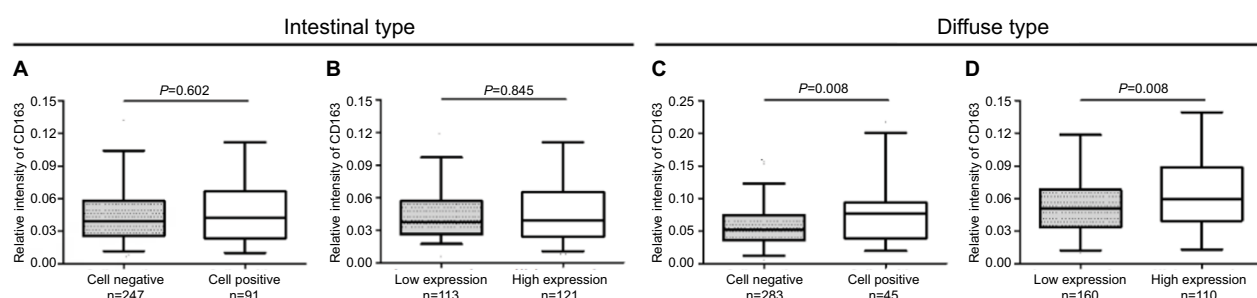 Intestinal type
Diffuse type
A
P=0.602
Relative intensity of CD163
0.15
0.12
0.09
0.06
0.03
0.00
Cell negative
n=247
Cell positive
n=91
B
P=0.845
Relative intensity of CD163
0.15
0.12
0.09
0.06
0.03
0.00
Low expression
n=113
High expression
n=121
C
P=0.008
Relative intensity of CD163
0.25
0.20
0.15
0.10
0.05
0.00
Cell negative
n=283
Cell positive
n=45
D
P=0.008
Relative intensity of CD163
0.15
0.12
0.09
0.06
0.03
0.00
Low expression
n=160
High expression
n=110